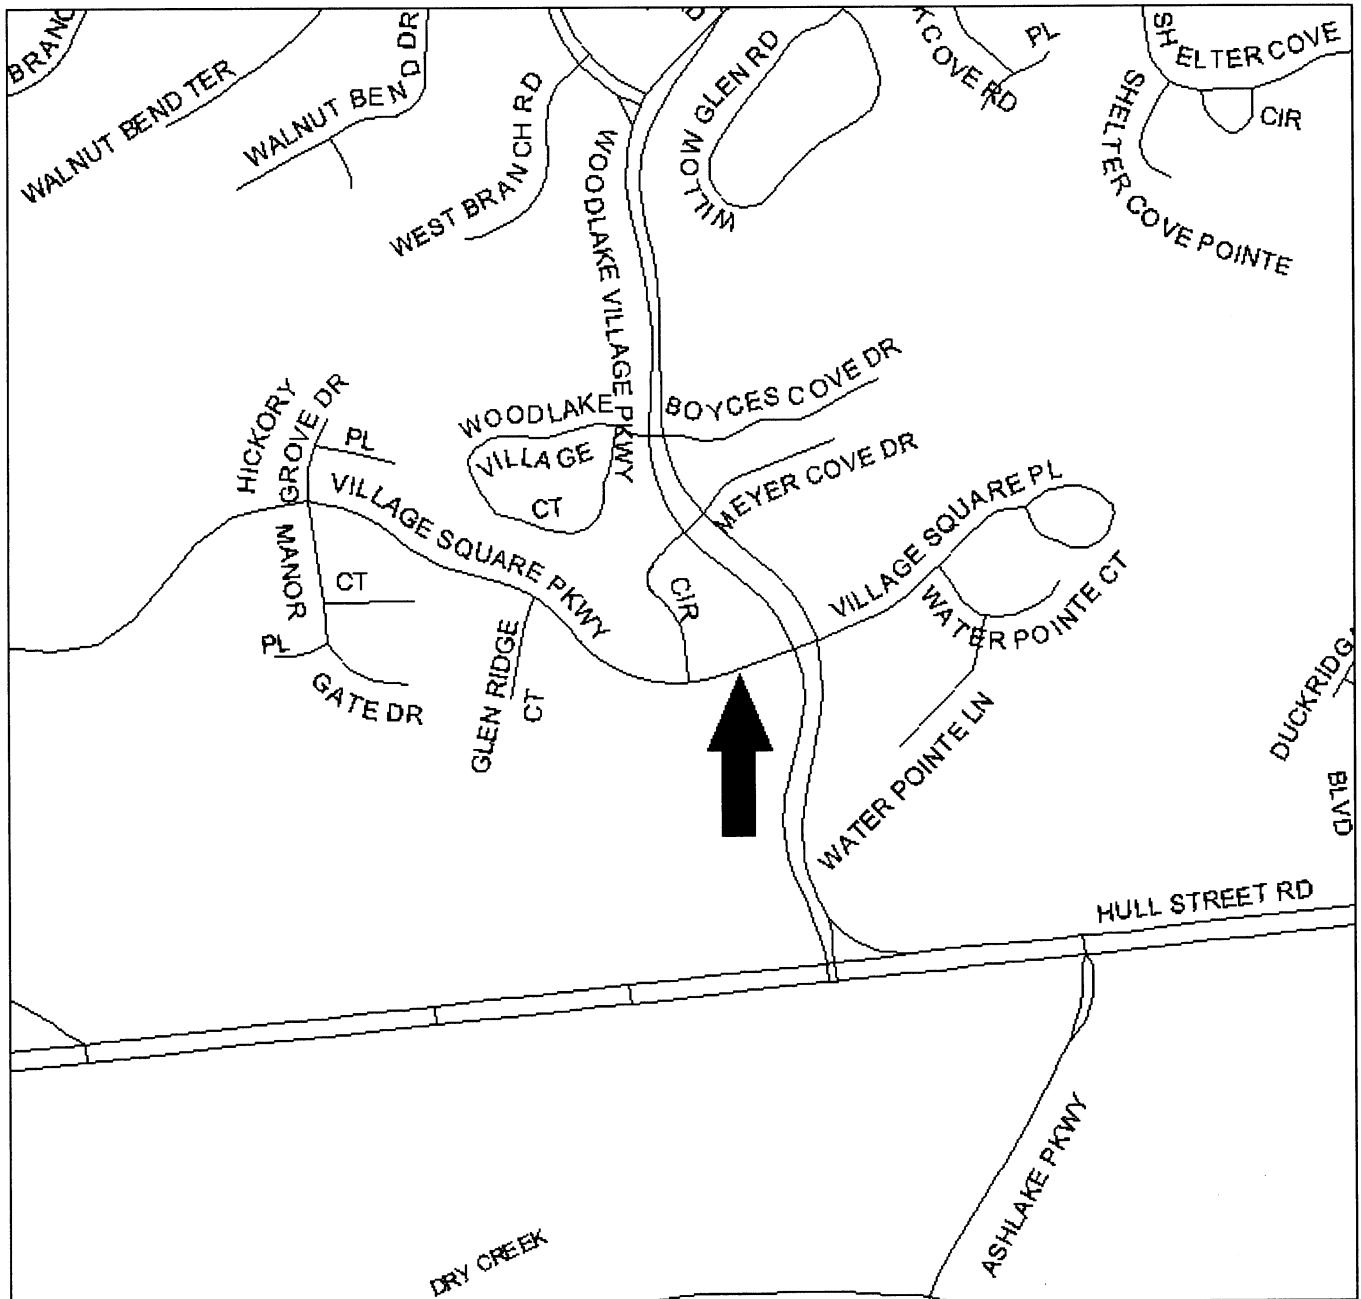 BRANC
WALNUT BEND TER
WALNUT BEND DR
WEST BRANCH RD
WOODLAKE VILLAGE PKWY
D
WILLOW GLEN RD
K COVE RD
PL
SHELTER COVE
CIR
SHELTER COVE POINTE
HICKORY
GROVE DR
PL
WOODLAKE
VILLAGE
CT
BOYCES COVE DR
MEYER COVE DR
CIR
VILLAGE SQUARE PKWY
VILLAGE SQUARE PL
MANOR
CT
PL
GATE DR
GLEN RIDGE
CT
WATER POINTE CT
WATER POINTE LN
DUCKRIDG
BLVD
HULL STREET RD
ASHLAKE PKWY
DRY CREEK